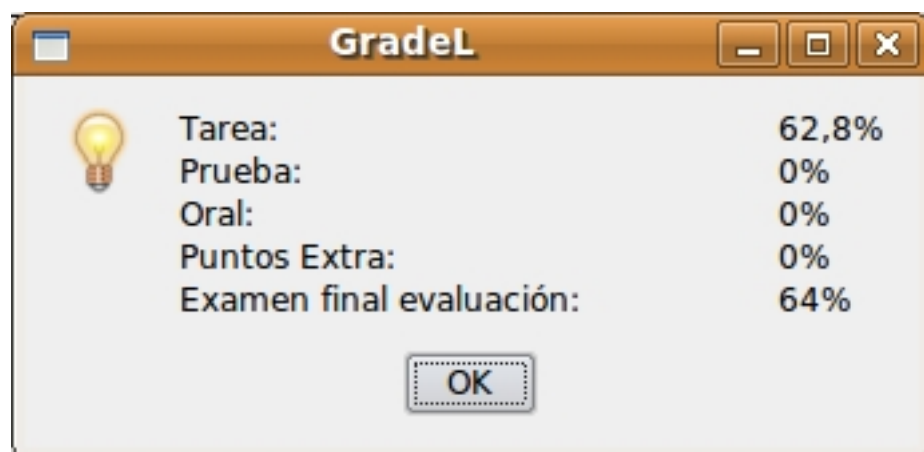 GradeL
Tarea: 62,8%
Prueba: 0%
Oral: 0%
Puntos Extra: 0%
Examen final evaluación: 64%
OK